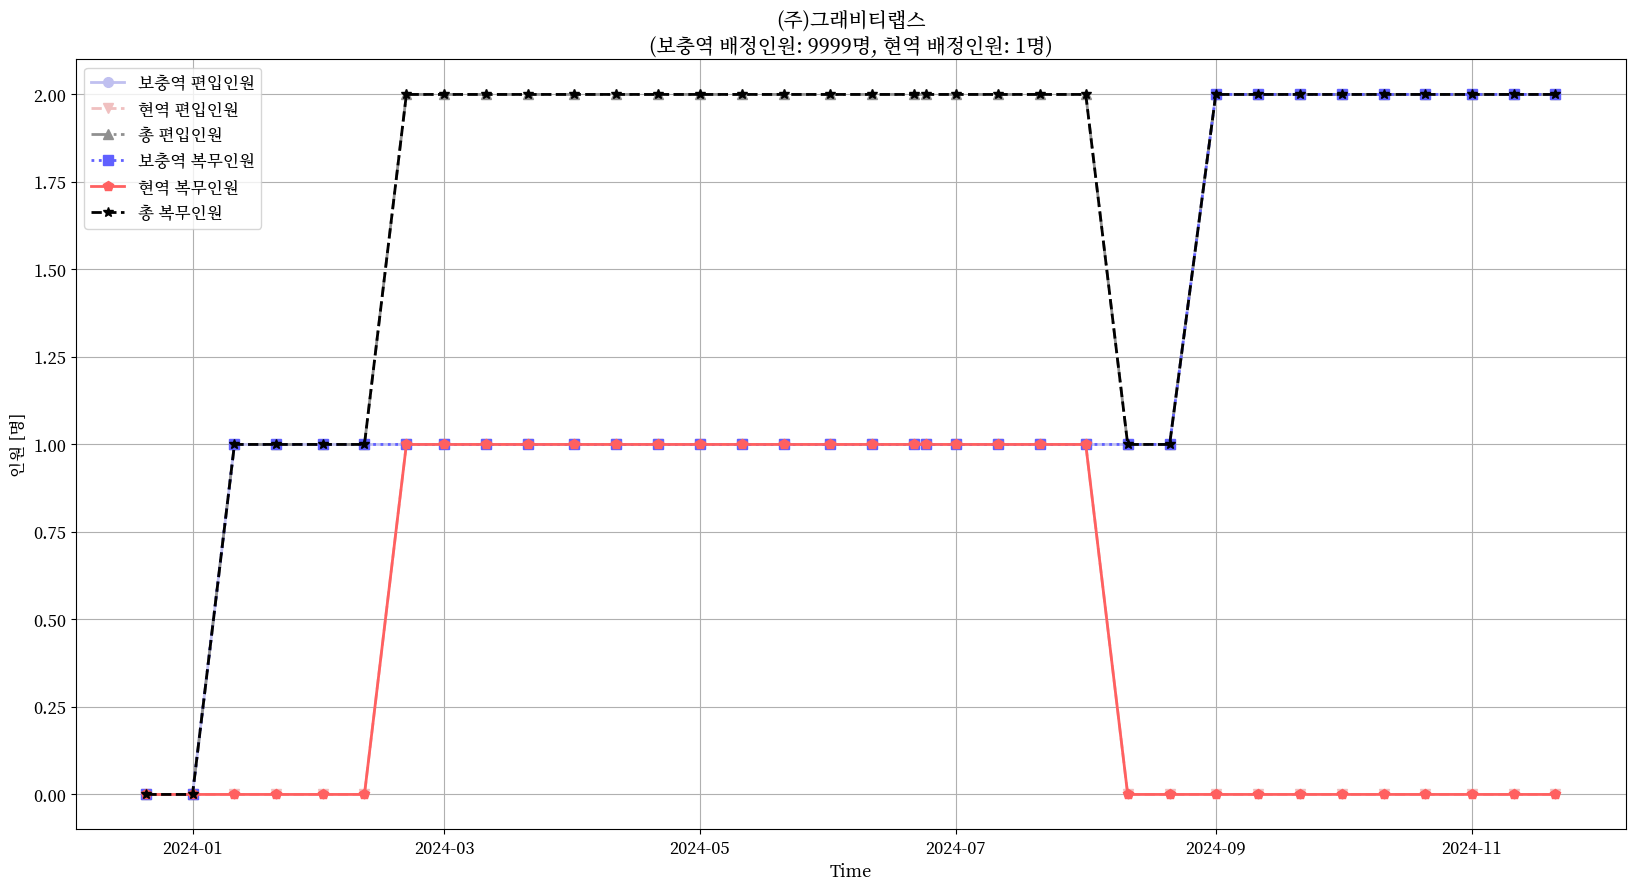 (주)그래비티랩스
(보충역 배정인원: 9999명, 현역 배정인원: 1명)
보충역 편입인원
현역 편입인원
총 편입인원
보충역 복무인원
현역 복무인원
총 복무인원
2.00
1.75
1.50
1.25
1.00
0.75
0.50
0.25
0.00
인원 [명]
2024-01
2024-03
2024-05
2024-07
2024-09
2024-11
Time